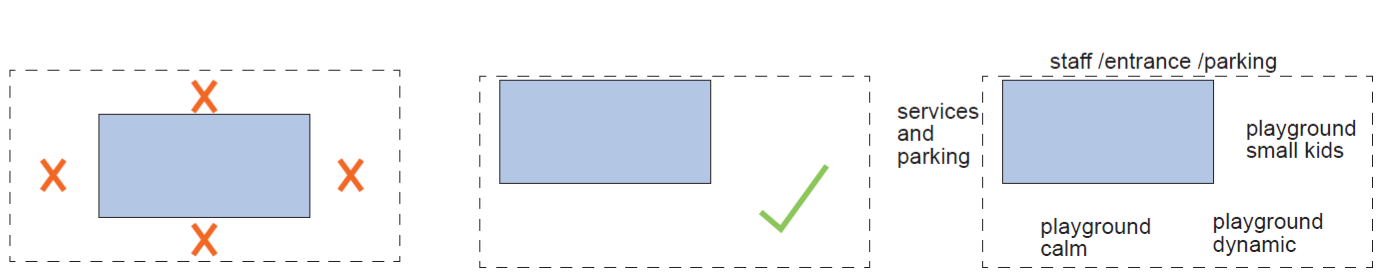 staff /entrance /parking
services
and
parking
playground
small kids
playground
calm
playground
dynamic